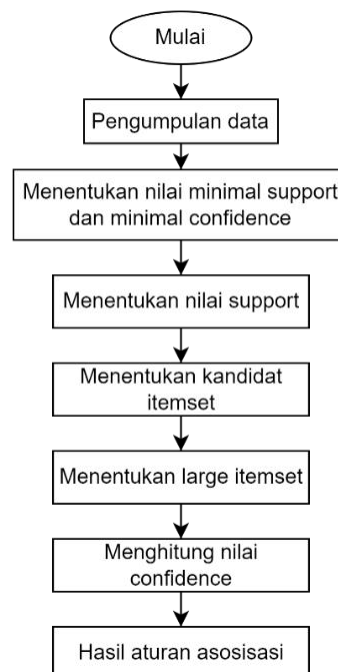 Mulai
Pengumpulan data
Menentukan nilai minimal support
dan minimal confidence
Menentukan nilai support
Menentukan kandidat
itemset
Menentukan large itemset
Menghitung nilai
confidence
Hasil aturan asosisasi